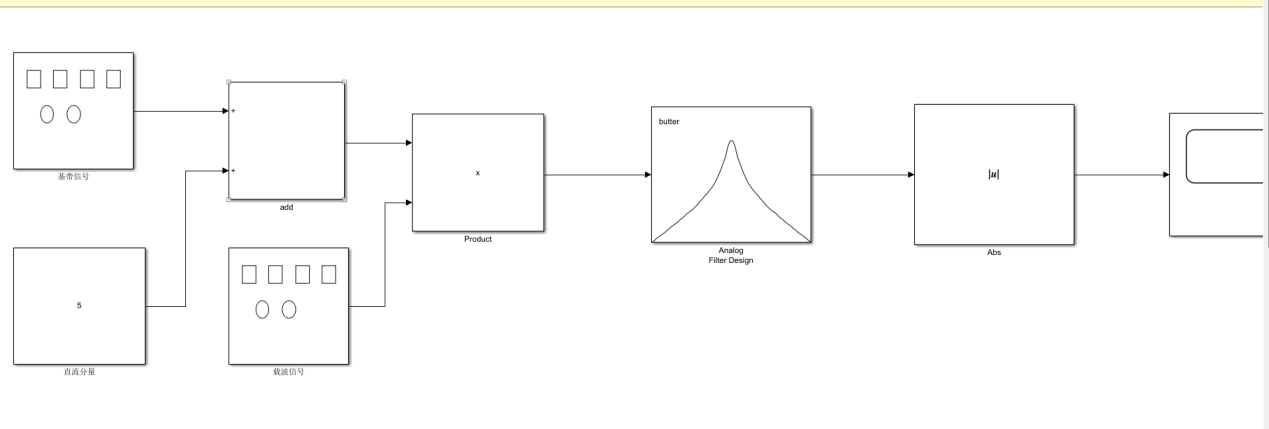 基带信号
+
+
add
5
直流分量
载波信号
x
Product
butter
Analog
Filter Design
|u|
Abs